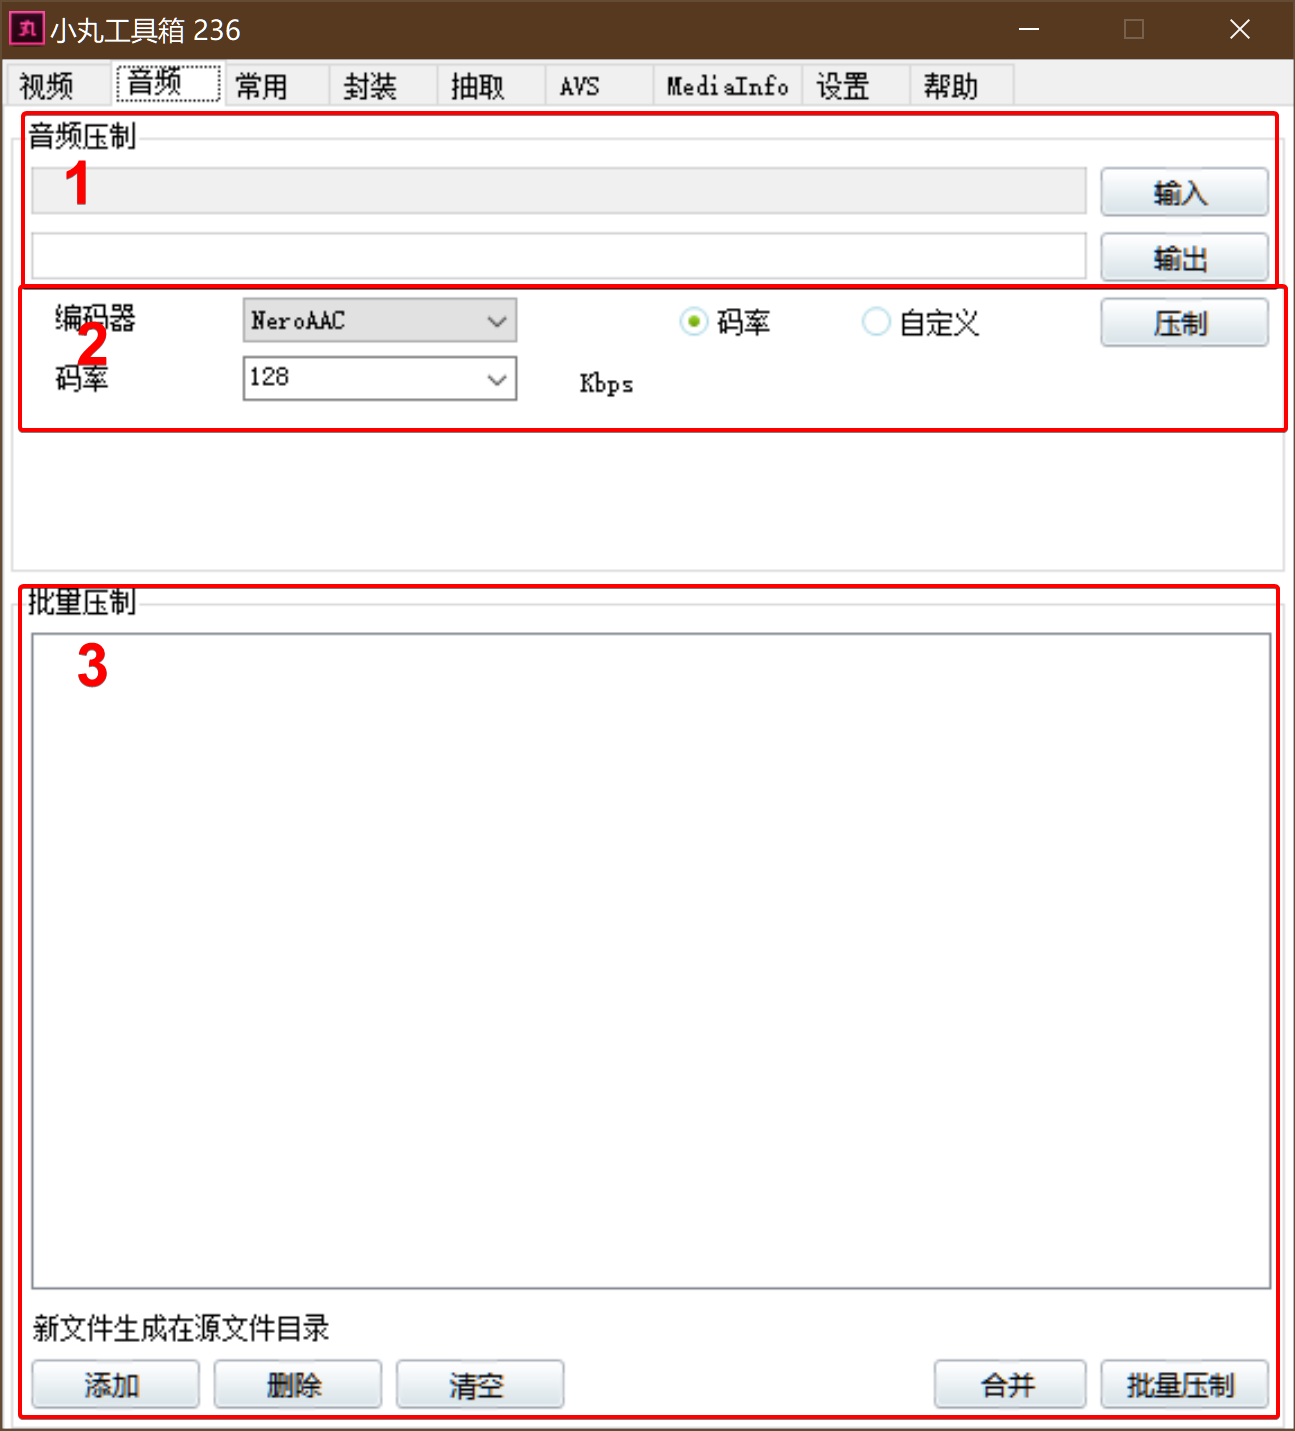 丸 小丸工具箱 236
视频 音频 常用 封装 抽取 AVS MediaInfo 设置 帮助
音频压制
1
输入
输出
编码器 NeroAAC 码率 自定义 压制
2
码率 128 Kbps
批量压制
3
新文件生成在源文件目录
添加 删除 清空 合并 批量压制